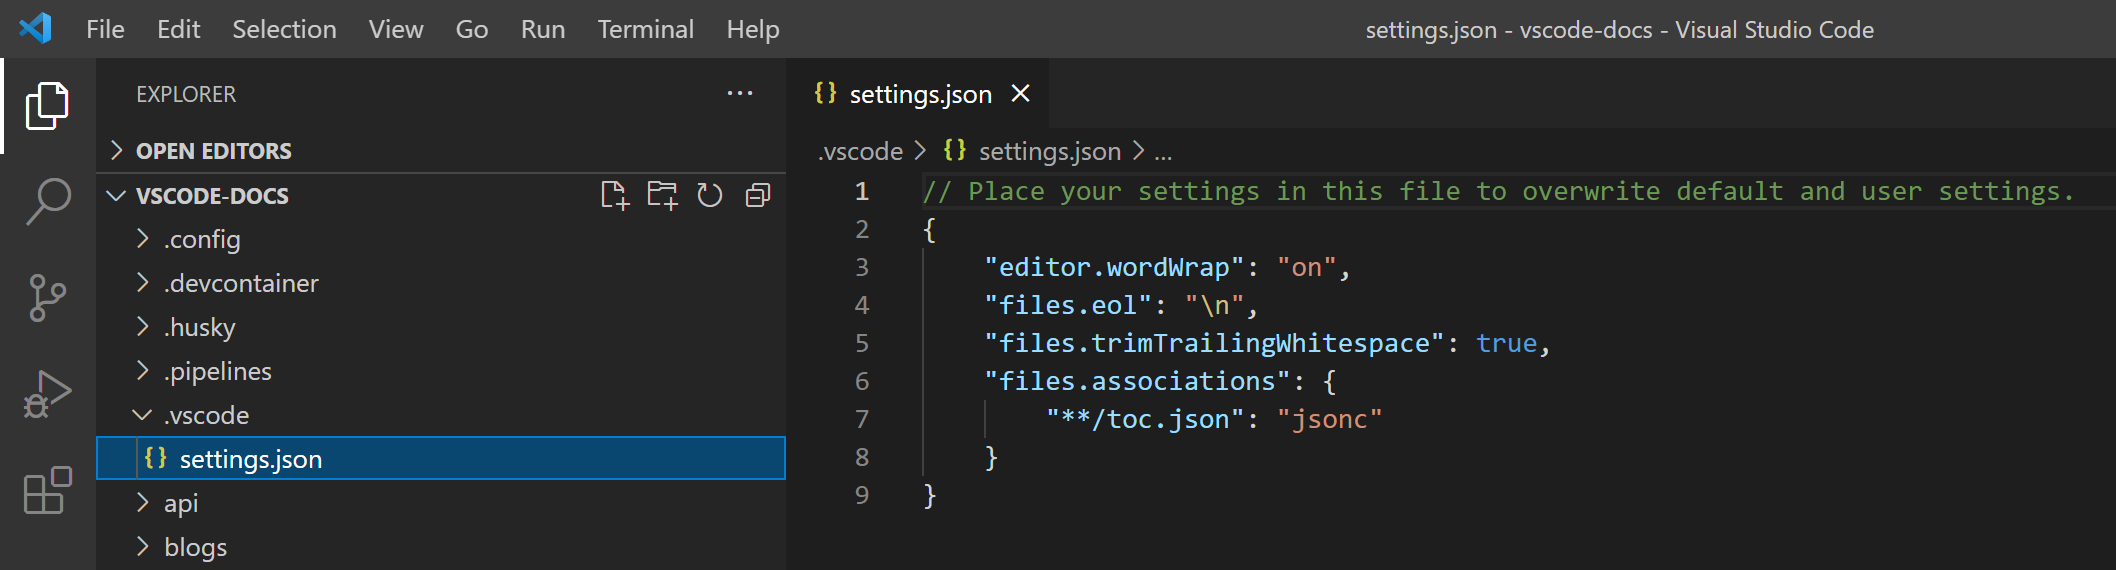 File Edit Selection View Go Run Terminal Help settings.json - vscode-docs - Visual Studio Code
EXPLORER ...
OPEN EDITORS
VSCODE-DOCS
.config
.devcontainer
.husky
.pipelines
.vscode
{} settings.json
api
blogs
{} settings.json
.vscode > {} settings.json > ...
1 // Place your settings in this file to overwrite default and user settings.
2 {
3     "editor.wordWrap": "on",
4     "files.eol": "\n",
5     "files.trimTrailingWhitespace": true,
6     "files.associations": {
7         "**/toc.json": "jsonc"
8     }
9 }